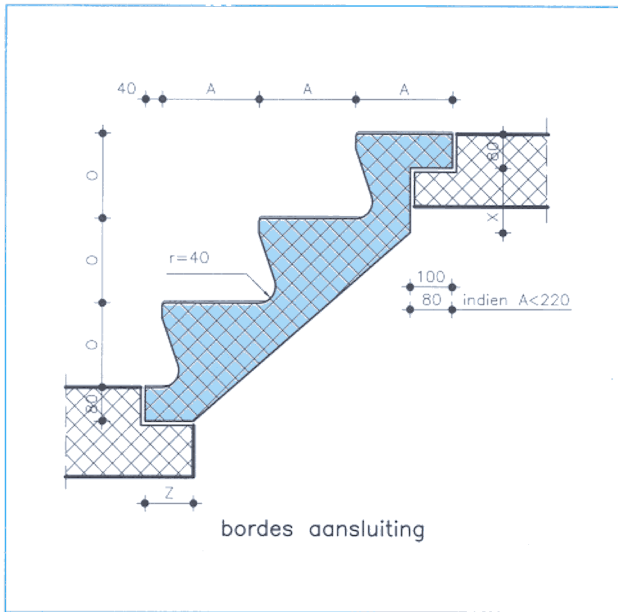 40 A A A
O
O
O
80
80
X
r=40
100
80 indien A<220
Z
bordes aansluiting